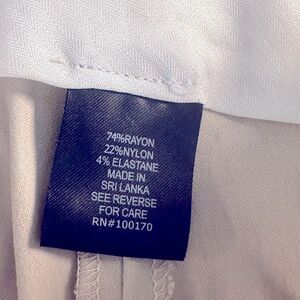 74%RAYON
22%NYLON
4% ELASTANE
MADE IN
SRI LANKA
SEE REVERSE
FOR CARE
RN#100170